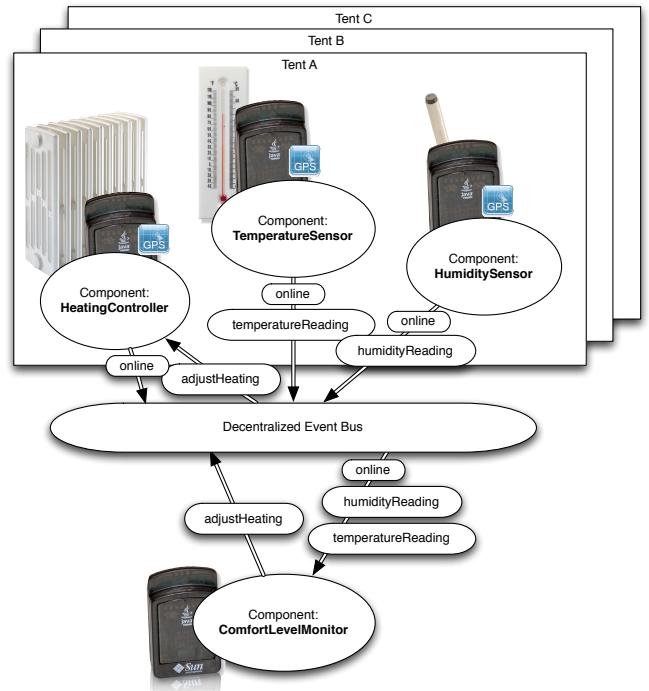 Tent C
Tent B
Tent A
GPS
Component:
TemperatureSensor
GPS
Component:
HumiditySensor
GPS
Component:
HeatingController
online
temperatureReading
online
humidityReading
online
adjustHeating
Decentralized Event Bus
online
humidityReading
temperatureReading
adjustHeating
Component:
ComfortLevelMonitor
Java
Sun